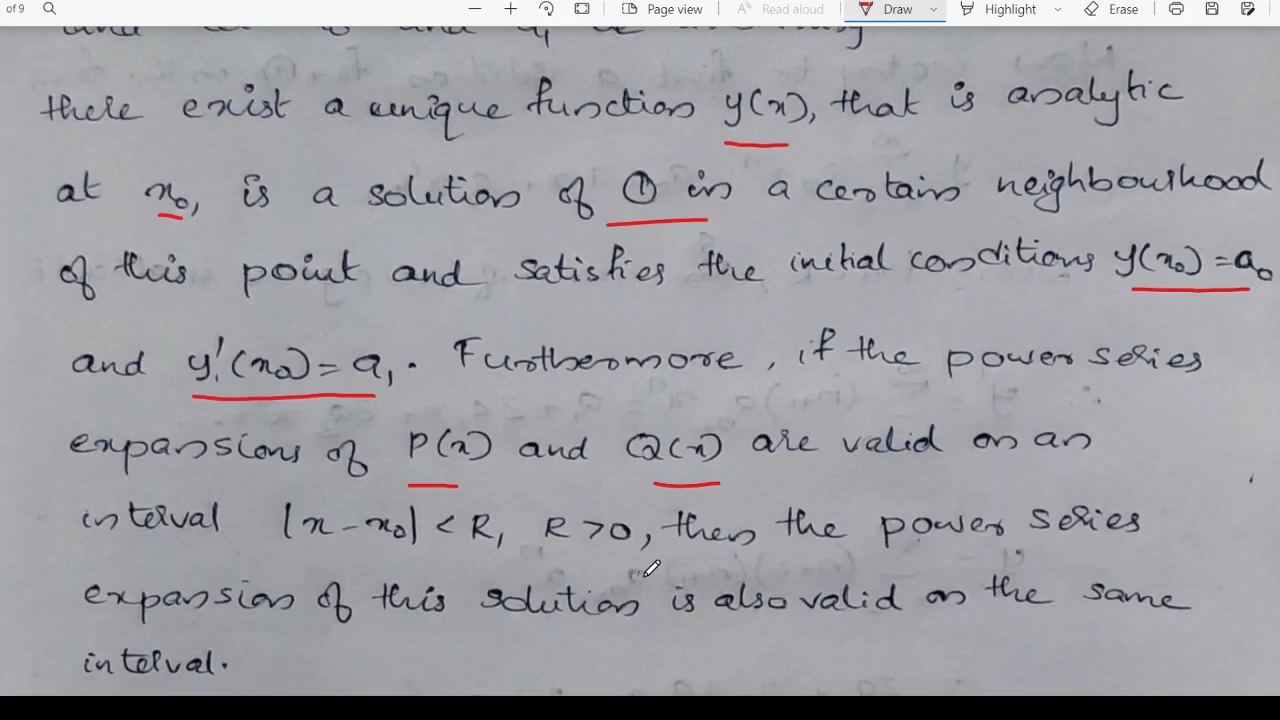 of 9
Page view
Read aloud
Draw
Highlight
Erase
there exist a unique function y(x), that is analytic
at x₀, is a solution of ① in a certain neighbourhood
of this point and satisfies the initial conditions y(x₀) = a₀
and y'(x₀) = a₁. Furthermore, if the power series
expansions of P(x) and Q(x) are valid on an
interval |x - x₀| < R, R > 0, then the power series
expansion of this solution is also valid on the same
interval.